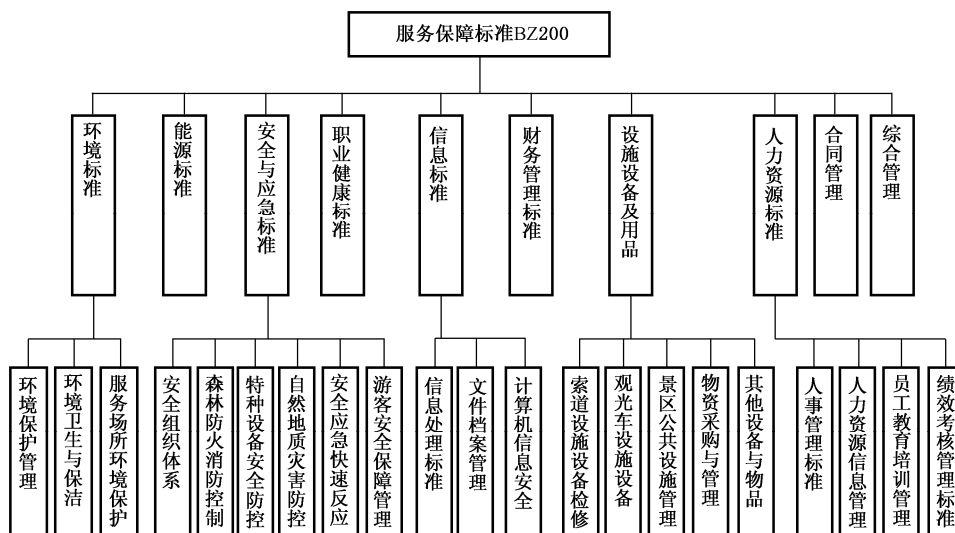 服务保障标准BZ200
环境标准
能源标准
安全与应急标准
职业健康标准
信息标准
财务管理标准
设施设备及用品
人力资源标准
合同管理
综合管理
环境保护管理
环境卫生与保洁
服务场所环境保护
安全组织体系
森林防火消防控制
特种设备安全防控
自然地质灾害防控
安全应急快速反应
游客安全保障管理
信息处理标准
文件档案管理
计算机信息安全
索道设施设备检修
观光车设施设备
景区公共设施管理
物资采购与管理
其他设备与物品
人事管理标准
人力资源信息管理
员工教育培训管理
绩效考核管理标准